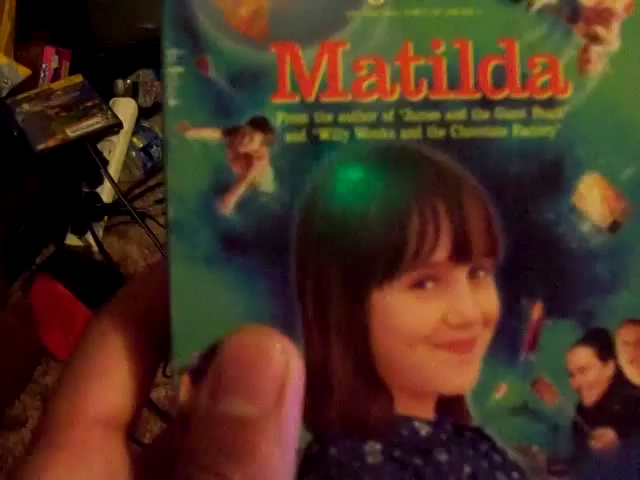 Matilda
From the author of "James and the Giant Peach"
and "Willy Wonka and the Chocolate Factory"